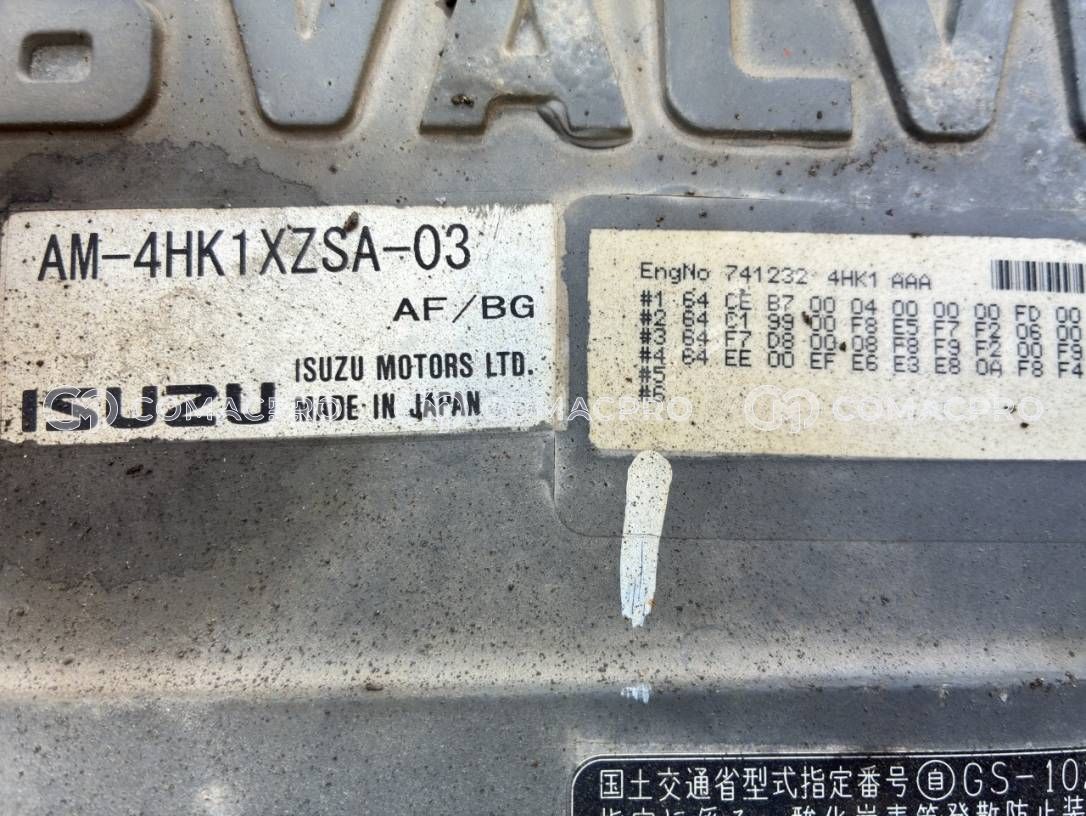 VALV
AM-4HK1XZSA-03
AF/BG
ISUZU MOTORS LTD.
ISUZU MADE IN JAPAN
EngNo 741232 4HK1 AAA
#1 64 CE B7 00 04 00 00 00 FD 00
#2 64 C1 99 00 F8 E5 F7 F2 06 00
#3 64 F7 D8 00 08 F8 F9 F2 00 F9
#4 64 EE 00 EF E6 E3 E8 0A F8 F4
#5
#6
COMACPRO COMACPRO COMACPRO
国土交通省型式指定番号 自 GS-10